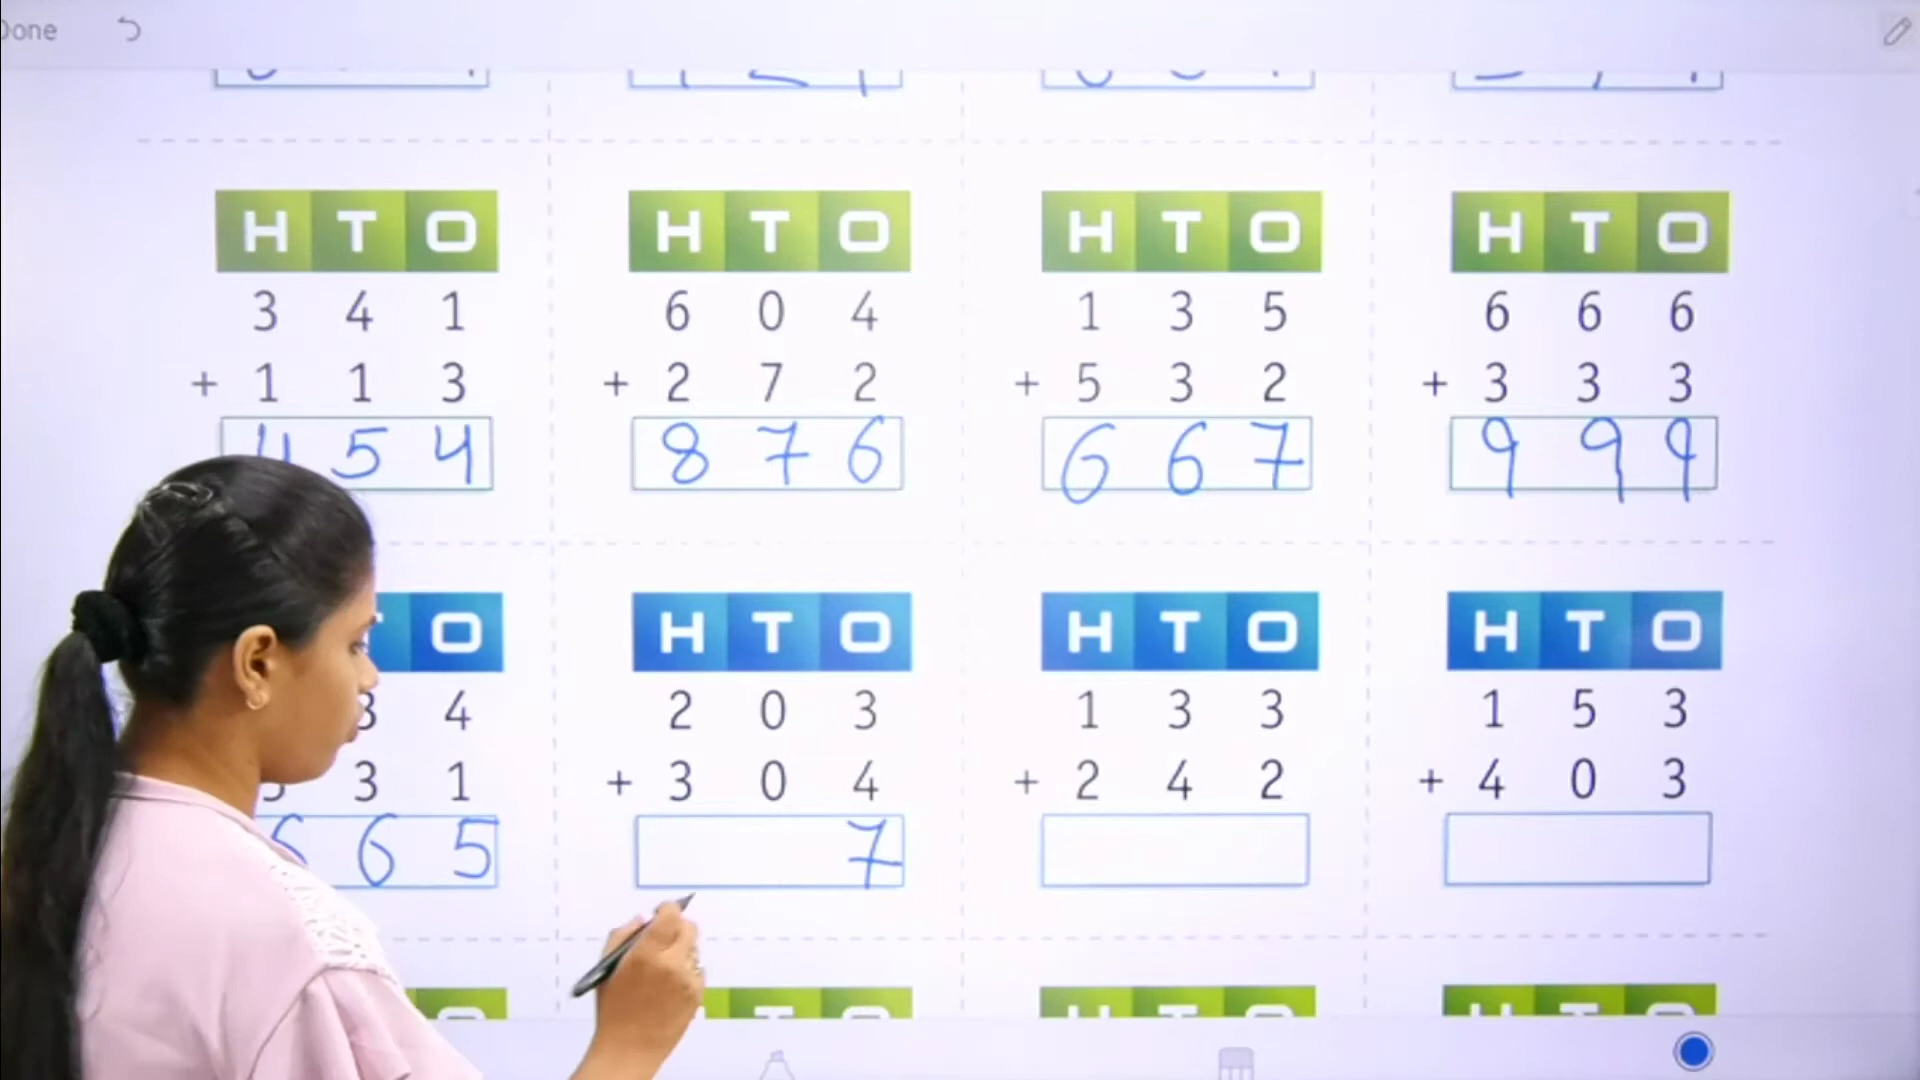 Done
H T O H T O H T O H T O
3 4 1 6 0 4 1 3 5 6 6 6
+ 1 1 3 + 2 7 2 + 5 3 2 + 3 3 3
4 5 4 8 7 6 6 6 7 9 9 9
O H T O H T O H T O
3 4 2 0 3 1 3 3 1 5 3
3 1 + 3 0 4 + 2 4 2 + 4 0 3
6 6 5 7
O H T O H T O H T O